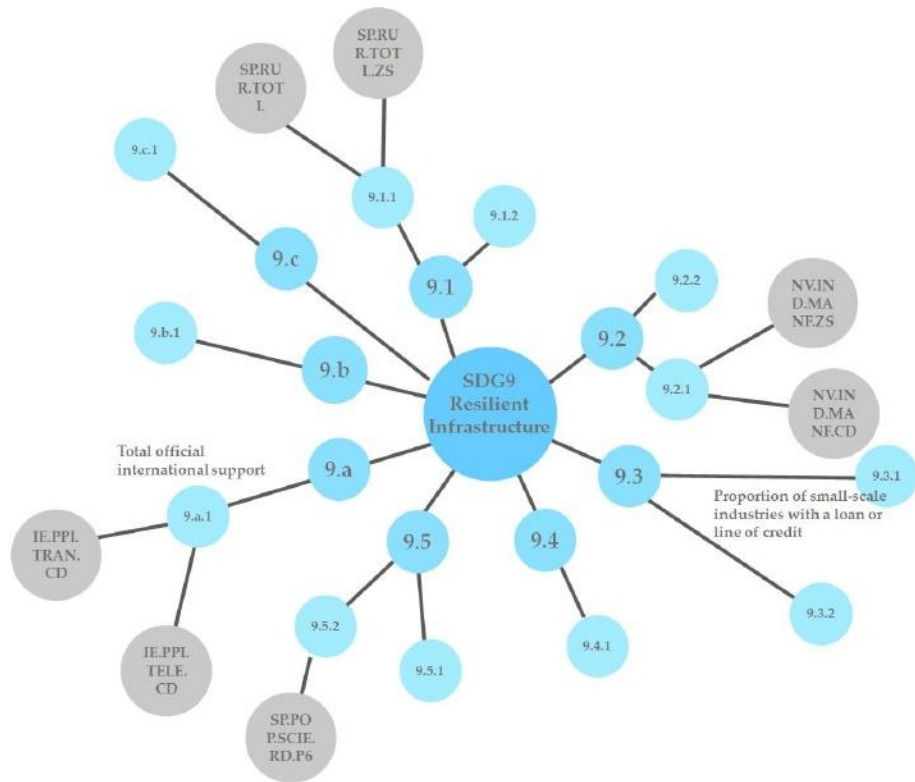 SP.RU
R.TOT
L.ZS
SP.RU
R.TOT
L
9.c.1
9.1.1
9.1.2
9.c
9.1
9.2.2
NV.IN
D.MA
NF.ZS
9.b.1
9.b
9.2
9.2.1
NV.IN
D.MA
NF.CD
SDG9
Resilient
Infrastructure
Total official
international support
9.a
9.3
9.3.1
Proportion of small-scale
industries with a loan or
line of credit
9.a.1
IE.PPI.
TRAN.
CD
9.5
9.4
9.3.2
9.5.2
9.4.1
9.5.1
IE.PPI.
TELE.
CD
SP.PO
P.SCIE.
RD.P6